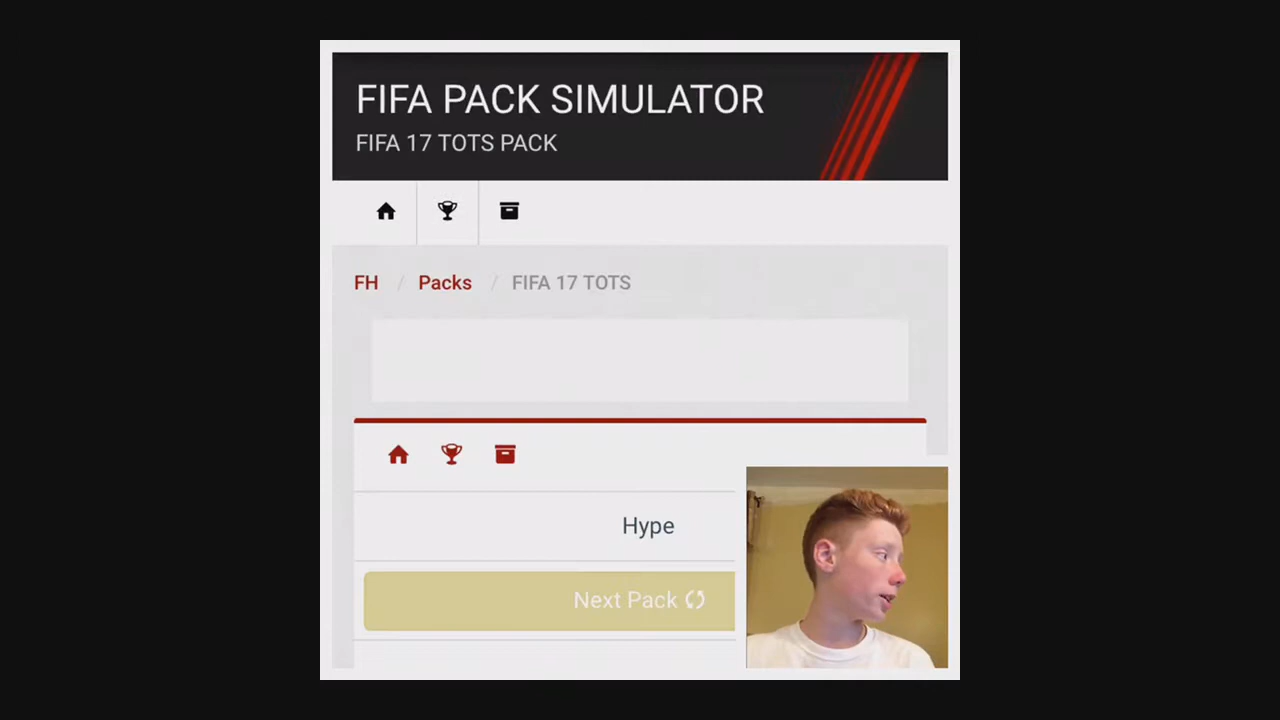 FIFA PACK SIMULATOR
FIFA 17 TOTS PACK
FH / Packs / FIFA 17 TOTS
Hype
Next Pack